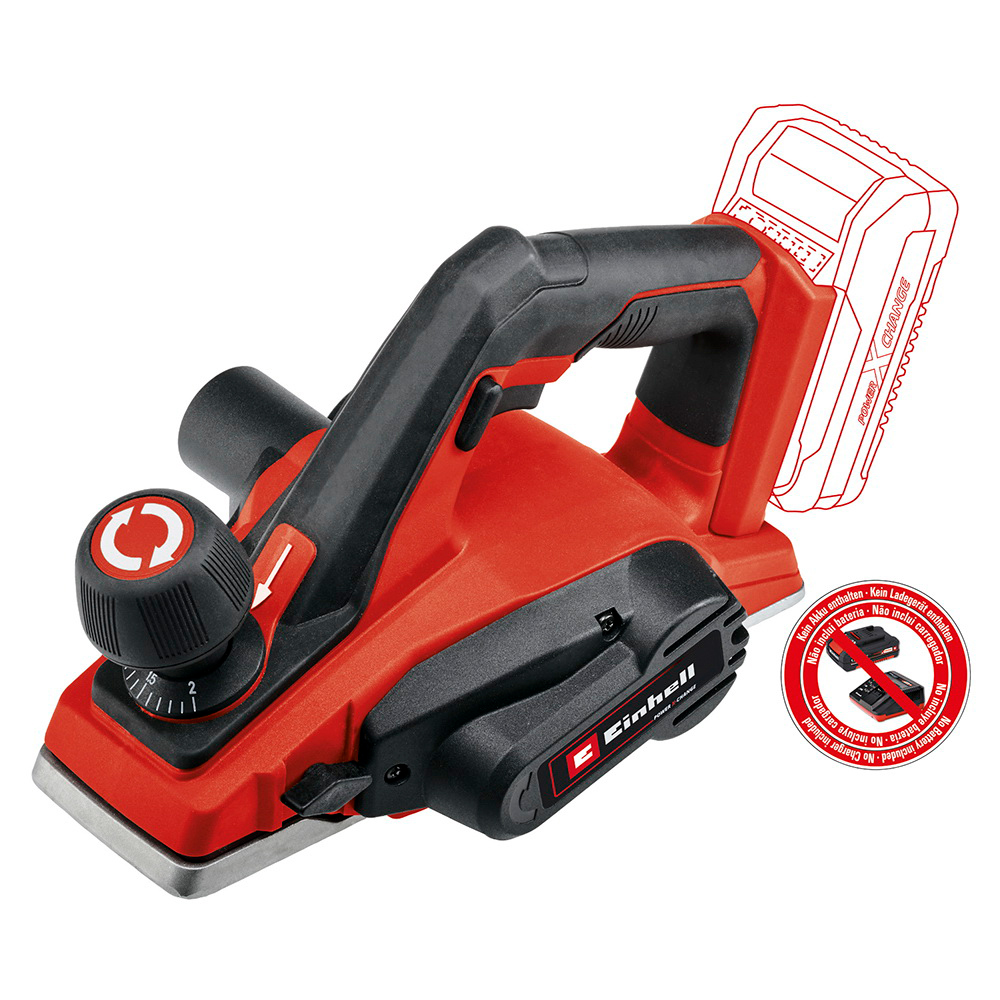 POWER X CHANGE
1,5 2
Einhell
POWER X CHANGE
Kein Akku enthalten · Kein Ladegerät enthalten
Não inclui bateria · Não inclui carregador
No incluye bateria · No incluye cargador
No Battery included · No Charger included